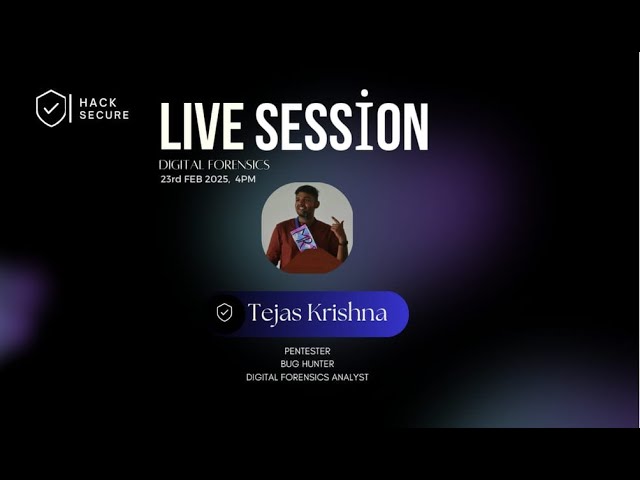 HACK
SECURE
LIVE SESSION
DIGITAL FORENSICS
23rd FEB 2025, 4PM
Tejas Krishna
PENTESTER
BUG HUNTER
DIGITAL FORENSICS ANALYST